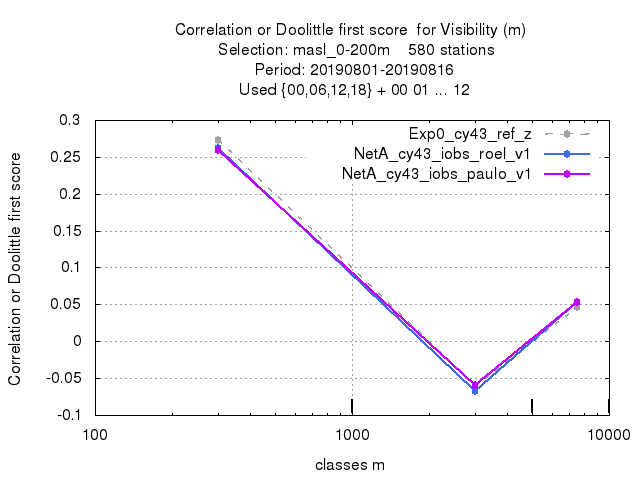 Correlation or Doolittle first score  for Visibility (m)
Selection: masl_0-200m    580 stations
Period: 20190801-20190816
Used {00,06,12,18} + 00 01 ... 12
Exp0_cy43_ref_z
NetA_cy43_iobs_roel_v1
NetA_cy43_iobs_paulo_v1
Correlation or Doolittle first score
0.3
0.25
0.2
0.15
0.1
0.05
0
-0.05
-0.1
100 1000 10000
classes m